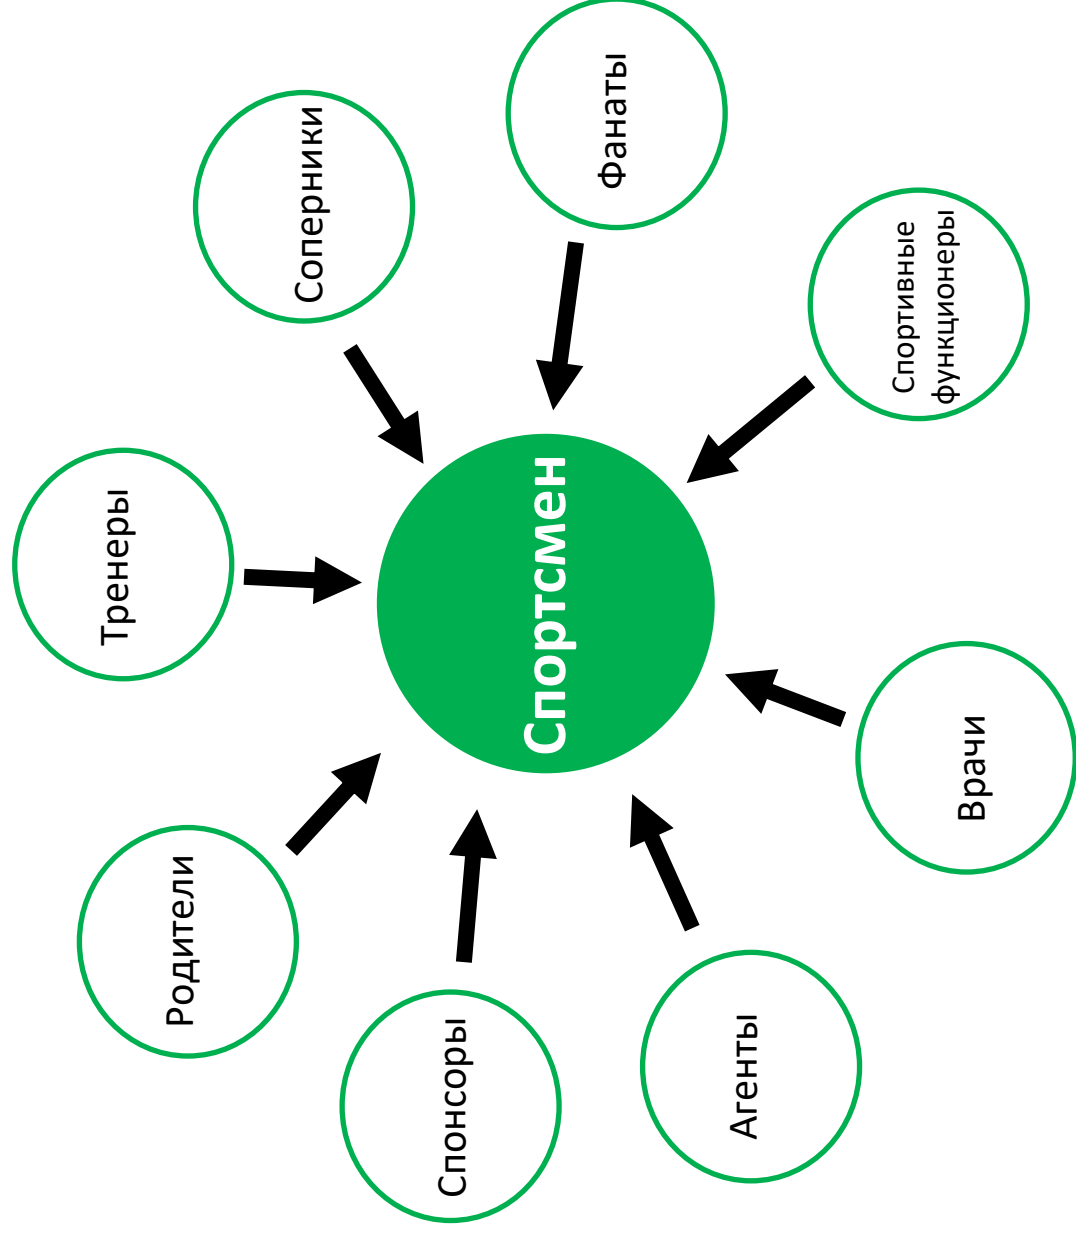 Тренеры
Родители
Соперники
Спонсоры
Спортсмен
Фанаты
Агенты
Спортивные
функционеры
Врачи